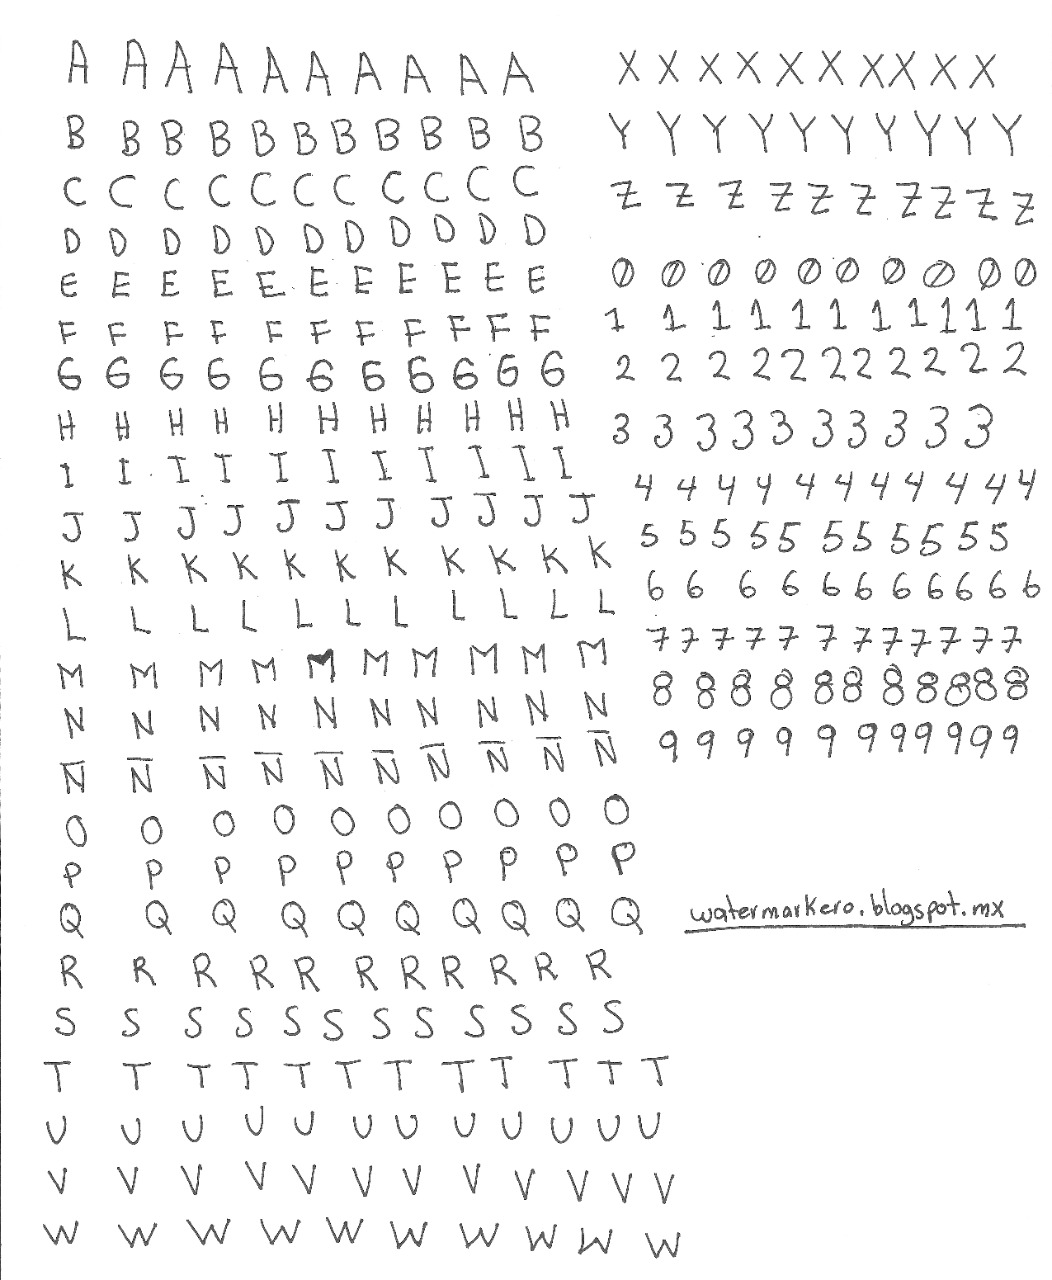 A A A A A A A A A A
B B B B B B B B B B B
C C C C C C C C C C C
D D D D D D D D D D D
E E E E E E E E E E E
F F F F F F F F F F F
G G G G G G G G G G G
H H H H H H H H H H H
I I I I I I I I I I I
J J J J J J J J J J J
K K K K K K K K K K K
L L L L L L L L L L L
M M M M M M M M M M
N N N N N N N N N N
Ñ Ñ Ñ Ñ Ñ Ñ Ñ Ñ Ñ Ñ
O O O O O O O O O O
P P P P P P P P P P
Q Q Q Q Q Q Q Q Q Q
R R R R R R R R R R R
S S S S S S S S S S S S
T T T T T T T T T T T T
U U U U U U U U U U U U
V V V V V V V V V V V V
W W W W W W W W W W
X X X X X X X X X X
Y Y Y Y Y Y Y Y Y Y
Z Z Z Z Z Z Z Z Z Z
0 0 0 0 0 0 0 0 0 0
1 1 1 1 1 1 1 1 1 1 1
2 2 2 2 2 2 2 2 2 2 2
3 3 3 3 3 3 3 3 3 3
4 4 4 4 4 4 4 4 4 4 4
5 5 5 5 5 5 5 5 5 5 5
6 6 6 6 6 6 6 6 6 6 6
7 7 7 7 7 7 7 7 7 7 7 7
8 8 8 8 8 8 8 8 8 8 8
9 9 9 9 9 9 9 9 9 9 9
watermarkero.blogspot.mx